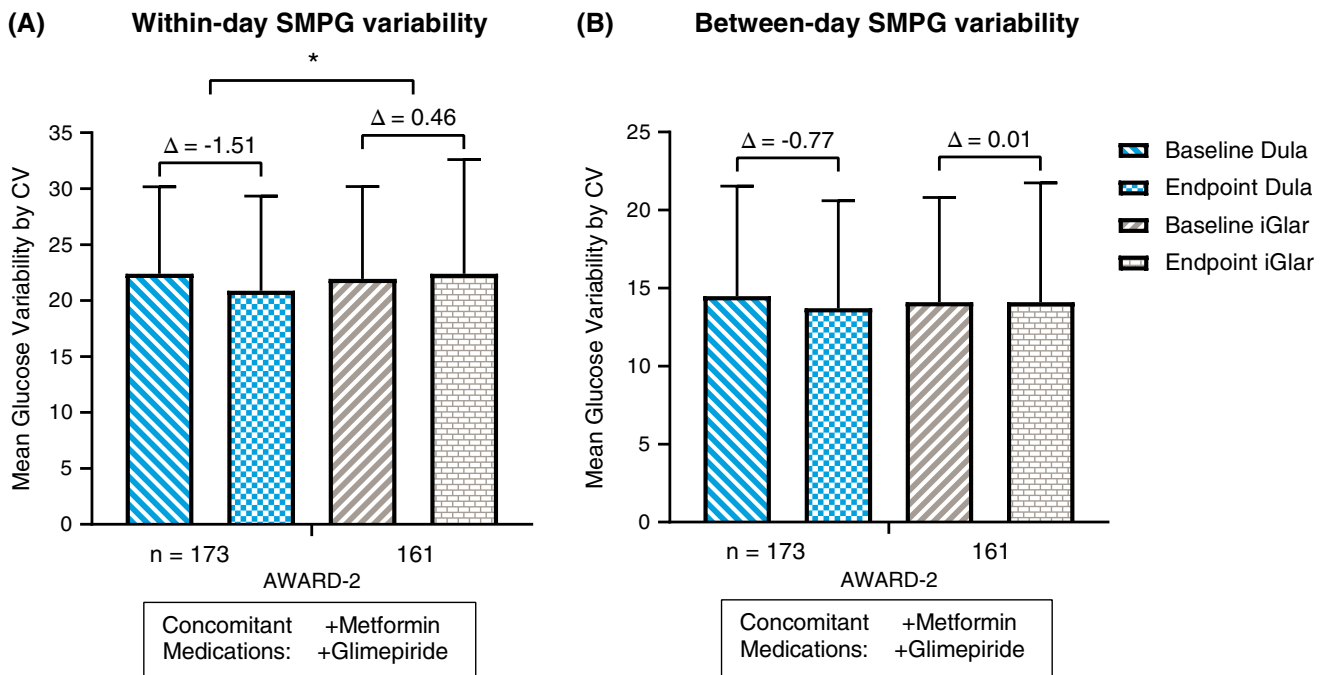 (A) Within-day SMPG variability
*
Δ = -1.51
Δ = 0.46
Mean Glucose Variability by CV
35
30
25
20
15
10
5
0
n = 173 161
AWARD-2
Concomitant +Metformin
Medications: +Glimepiride
(B) Between-day SMPG variability
Δ = -0.77
Δ = 0.01
Mean Glucose Variability by CV
25
20
15
10
5
0
n = 173 161
AWARD-2
Concomitant +Metformin
Medications: +Glimepiride
Baseline Dula
Endpoint Dula
Baseline iGlar
Endpoint iGlar